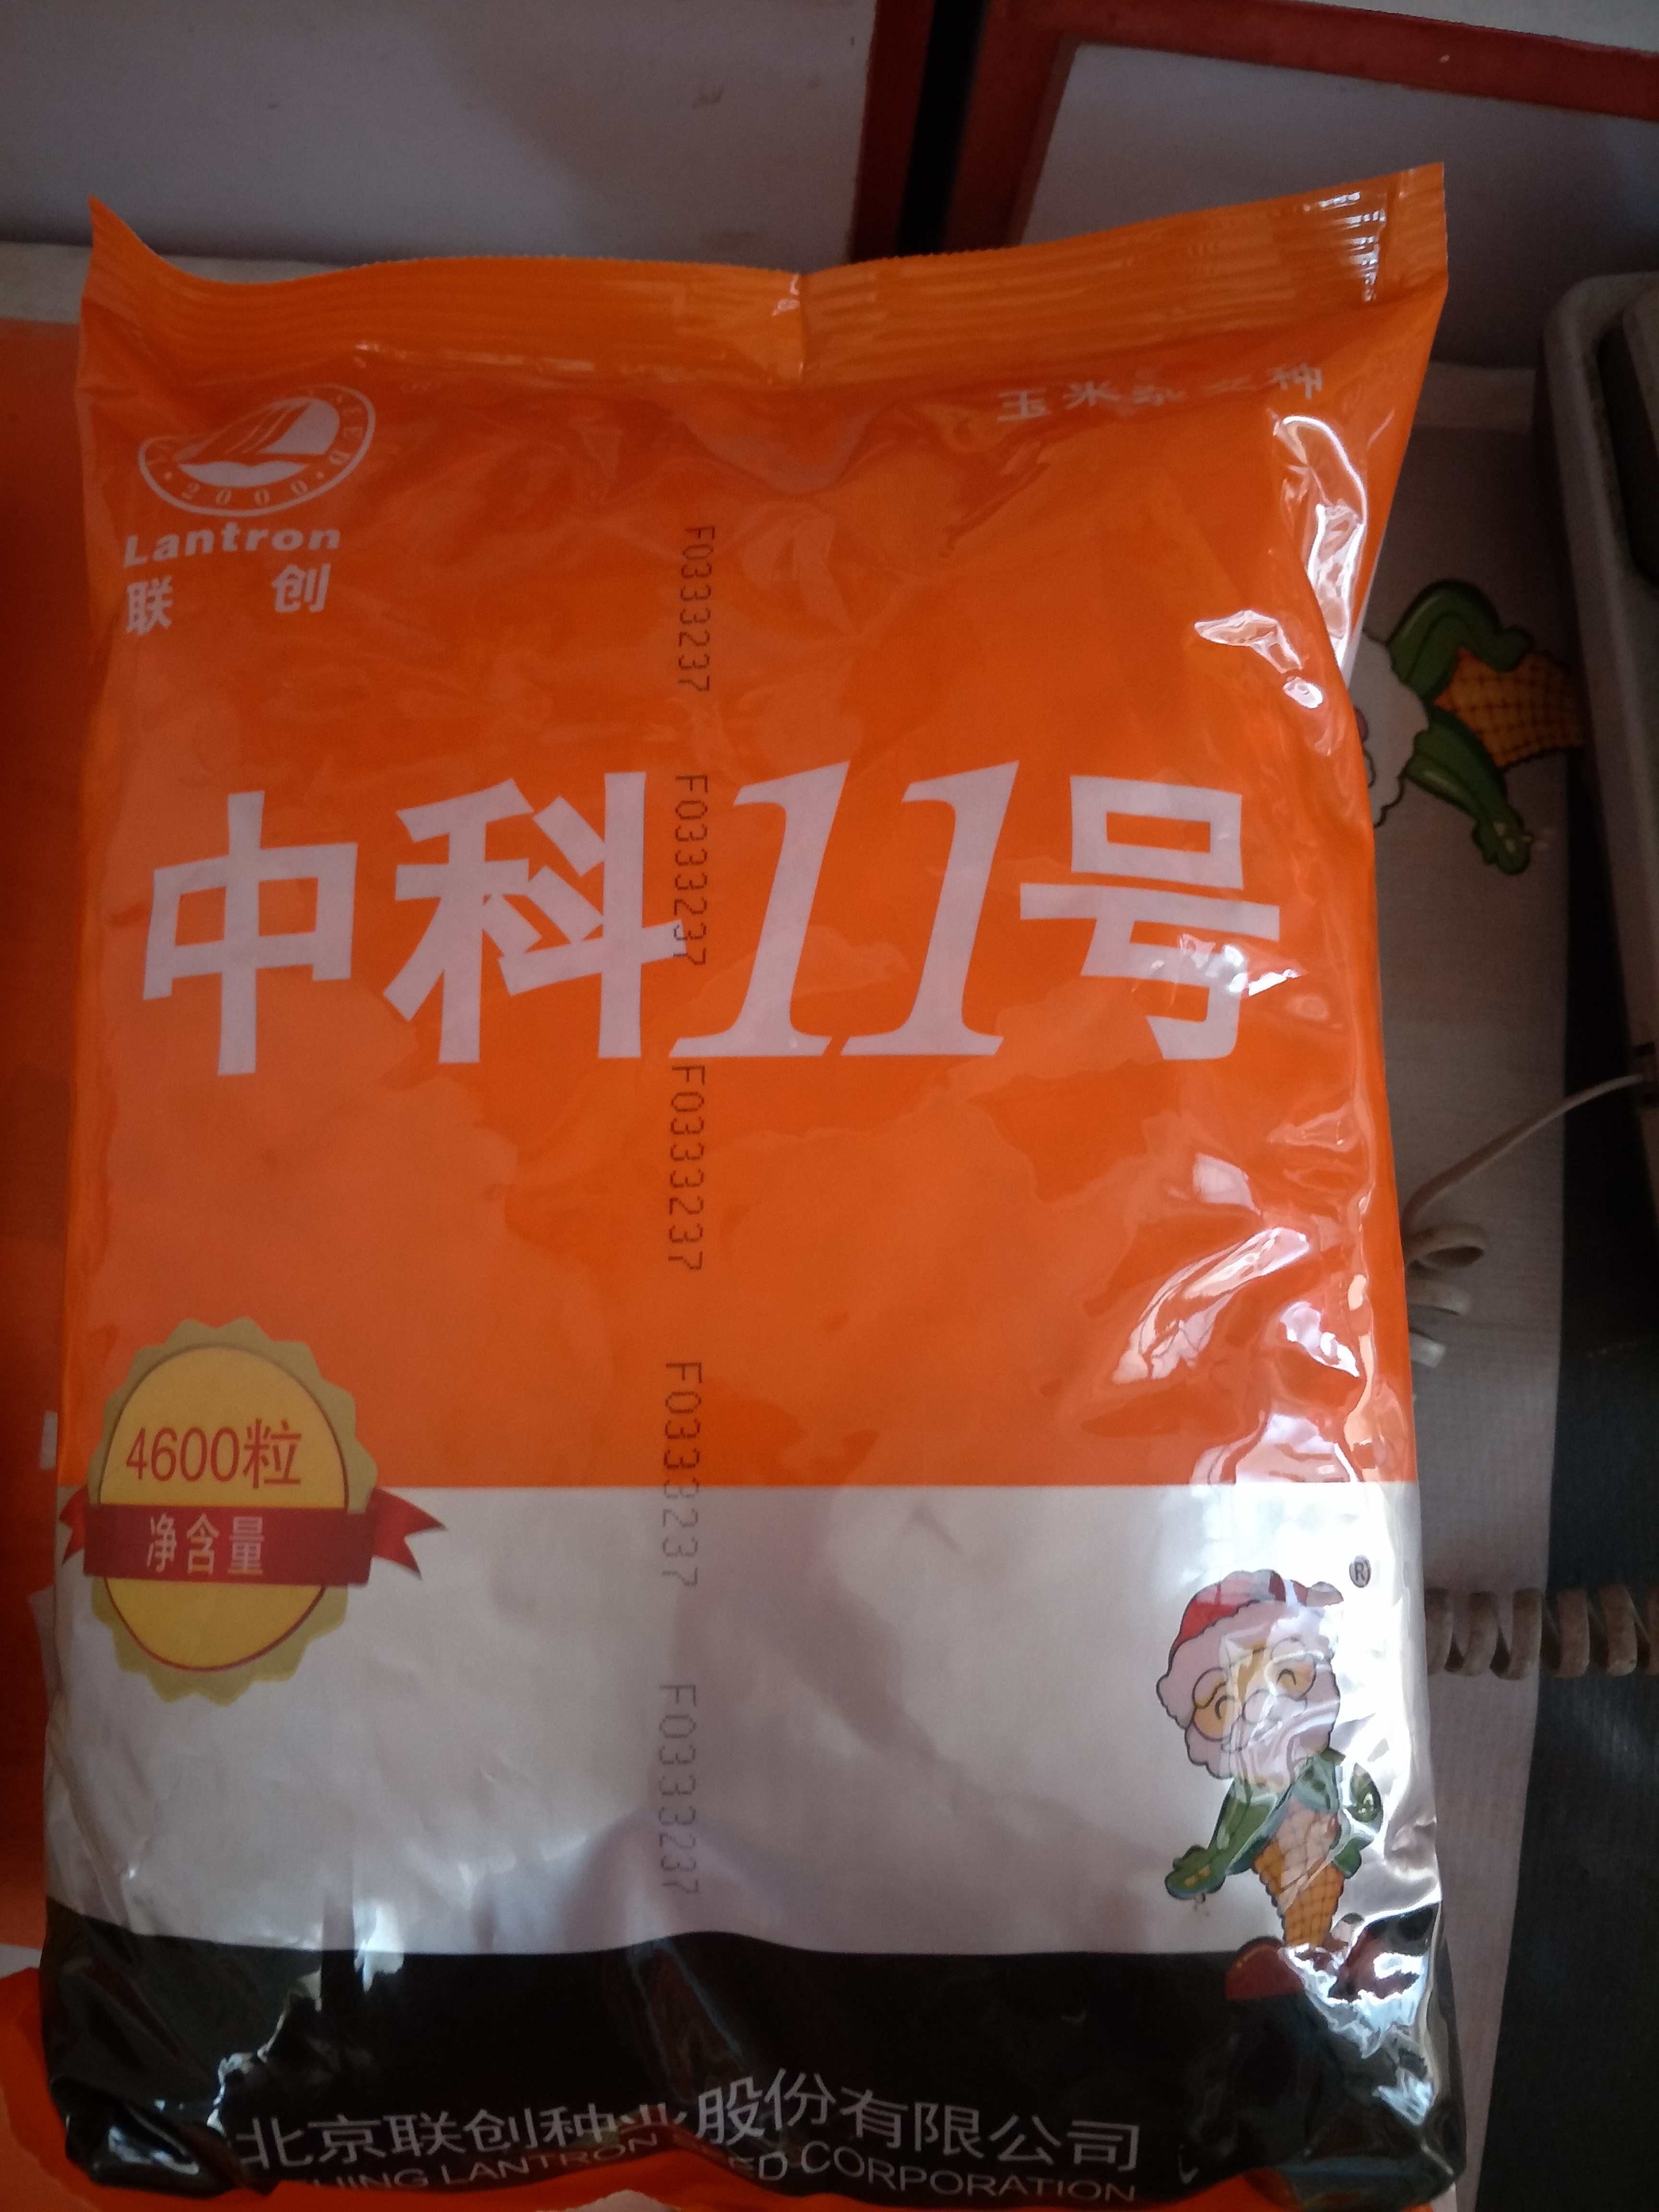 2000
Lantron
联创
玉米杂交种
F0333237
F0333237
F0333237
F0333237
F0333237
中科11号
4600粒
净含量
®
北京联创种业股份有限公司
LANTRON SEED CORPORATION